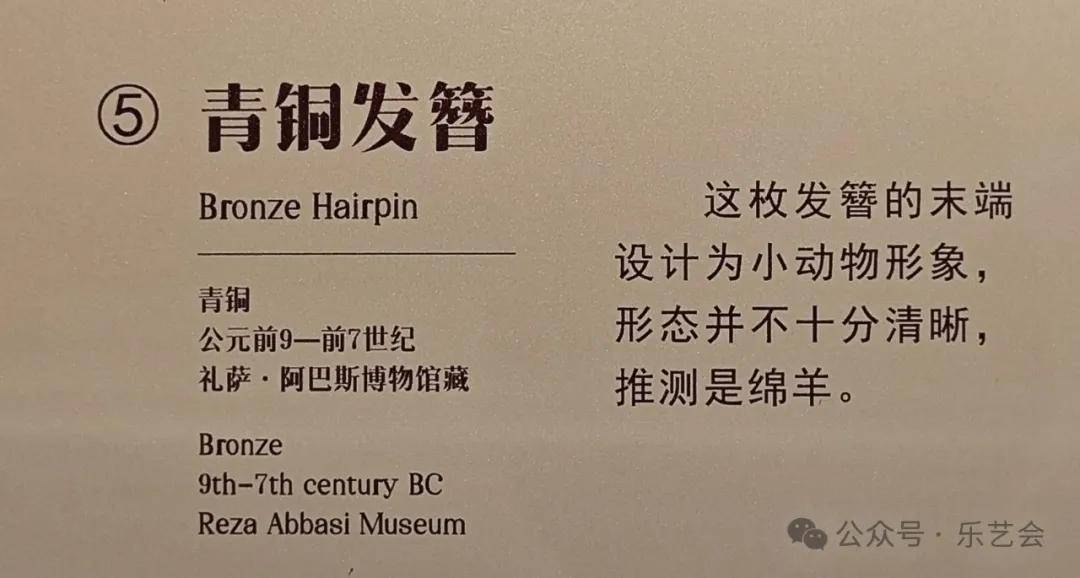 ⑤ 青铜发簪
Bronze Hairpin
青铜
公元前9—前7世纪
礼萨·阿巴斯博物馆藏
Bronze
9th-7th century BC
Reza Abbasi Museum
这枚发簪的末端
设计为小动物形象，
形态并不十分清晰，
推测是绵羊。
公众号·乐艺会